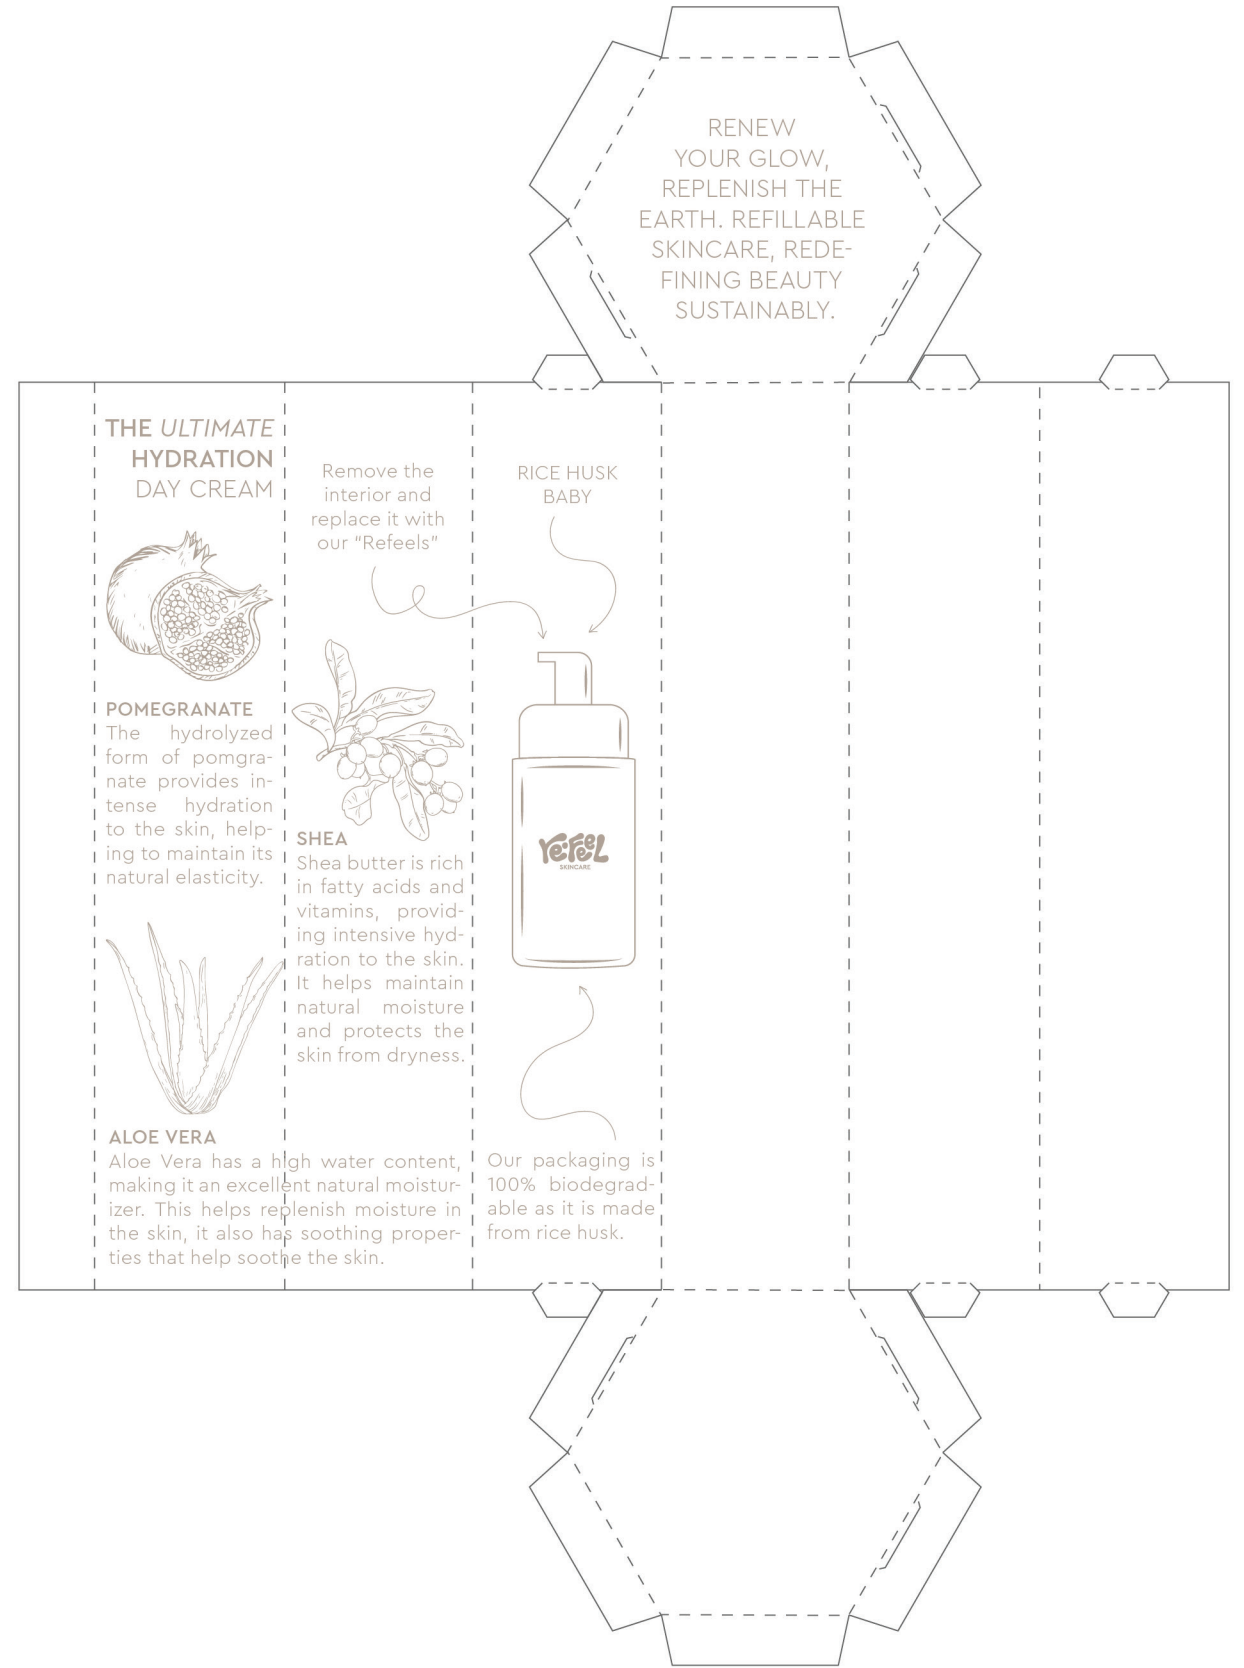 RENEW
YOUR GLOW,
REPLENISH THE
EARTH. REFILLABLE
SKINCARE, REDE-
FINING BEAUTY
SUSTAINABLY.
THE ULTIMATE
HYDRATION
DAY CREAM
POMEGRANATE
The hydrolyzed
form of pomgra-
nate provides in-
tense hydration
to the skin, help-
ing to maintain its
natural elasticity.
ALOE VERA
Aloe Vera has a high water content,
making it an excellent natural moistur-
izer. This helps replenish moisture in
the skin, it also has soothing proper-
ties that help soothe the skin.
Remove the
interior and
replace it with
our “Refeels”
SHEA
Shea butter is rich
in fatty acids and
vitamins, provid-
ing intensive hyd-
ration to the skin.
It helps maintain
natural moisture
and protects the
skin from dryness.
RICE HUSK
BABY
Re:FeeL
SKINCARE
Our packaging is
100% biodegrad-
able as it is made
from rice husk.